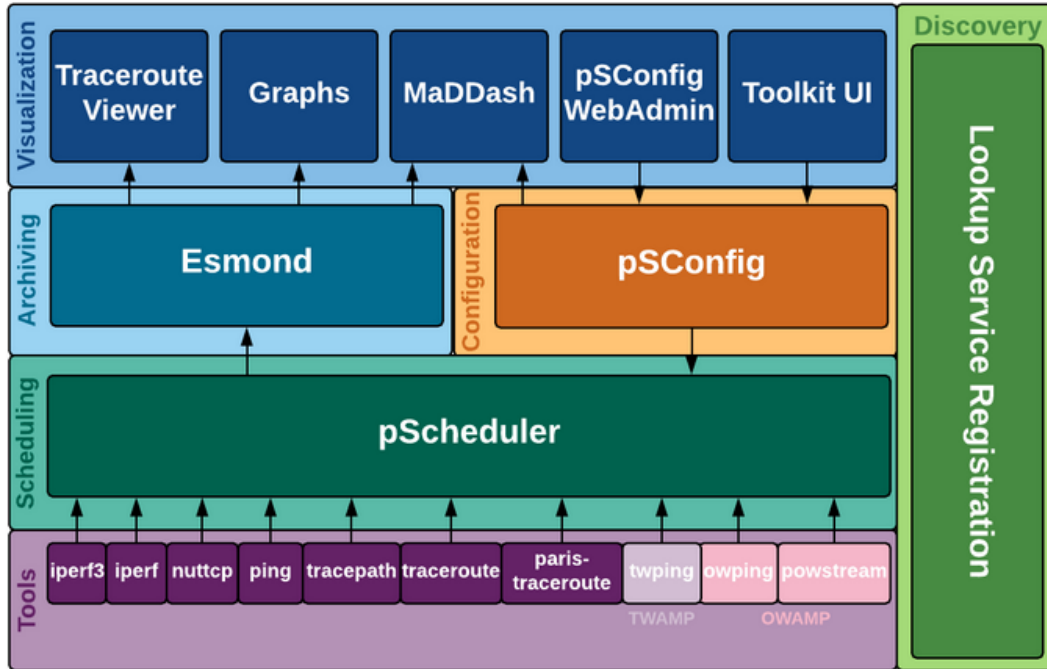 Visualization
Traceroute
Viewer
Graphs
MaDDash
pSConfig
WebAdmin
Toolkit UI
Archiving
Esmond
Configuration
pSConfig
Scheduling
pScheduler
Tools
iperf3
iperf
nuttcp
ping
tracepath
traceroute
paris-
traceroute
twping
owping
powstream
TWAMP
OWAMP
Discovery
Lookup Service Registration